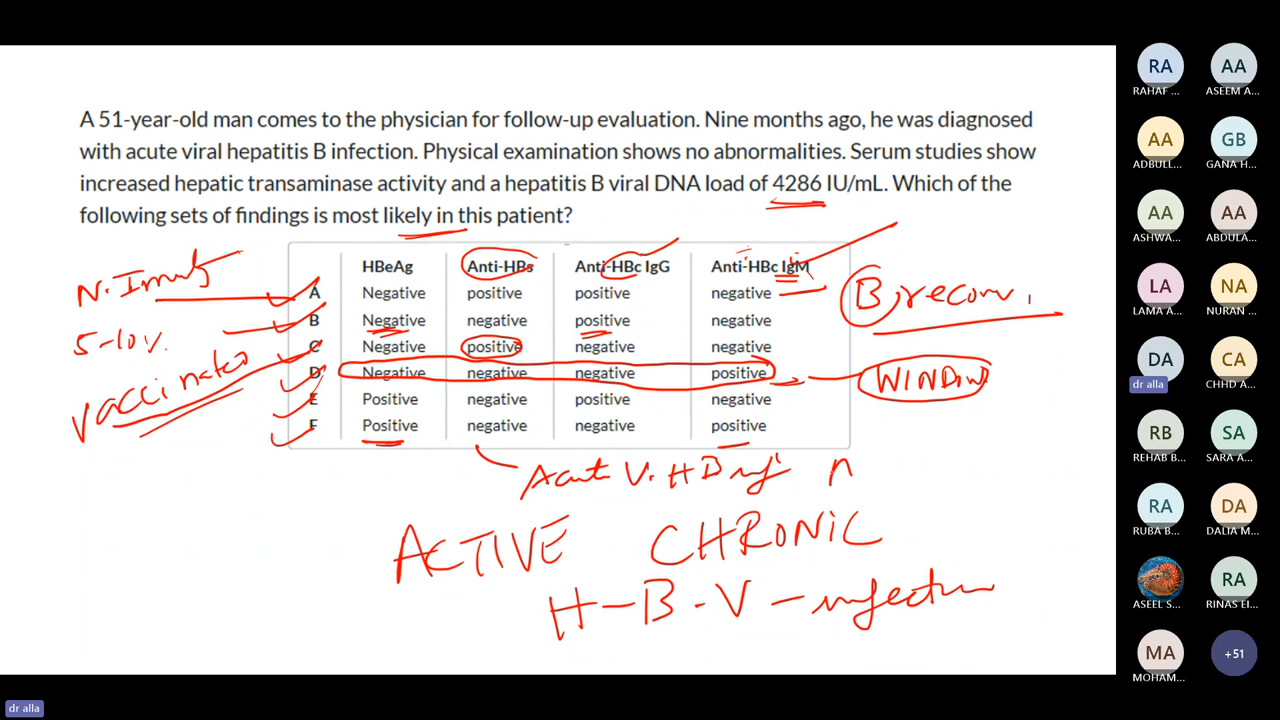 A 51-year-old man comes to the physician for follow-up evaluation. Nine months ago, he was diagnosed
with acute viral hepatitis B infection. Physical examination shows no abnormalities. Serum studies show
increased hepatic transaminase activity and a hepatitis B viral DNA load of 4286 IU/mL. Which of the
following sets of findings is most likely in this patient?
HBeAg Anti-HBs Anti-HBc IgG Anti-HBc IgM
A Negative positive positive negative
B Negative negative positive negative
C Negative positive negative negative
D Negative negative negative positive
E Positive negative positive negative
F Positive negative negative positive
5-10 y.
vaccinated
B, recov.
WINDOW
Acut V. H B inf
ACTIVE CHRONIC
H-B-V-infection
RA AA
RAHAF ... ASEEM A...
AA GB
ADBULL... GANA H...
AA AA
ASHWA... ABDULA...
LA NA
LAMA A... NURAN ...
DA CA
dr alla CHHD A...
RB SA
REHAB B... SARA A...
RA DA
RUBA B... DALIA M...
RA
ASEEL S... RINAS EI...
MA +51
MOHAM...
dr alla